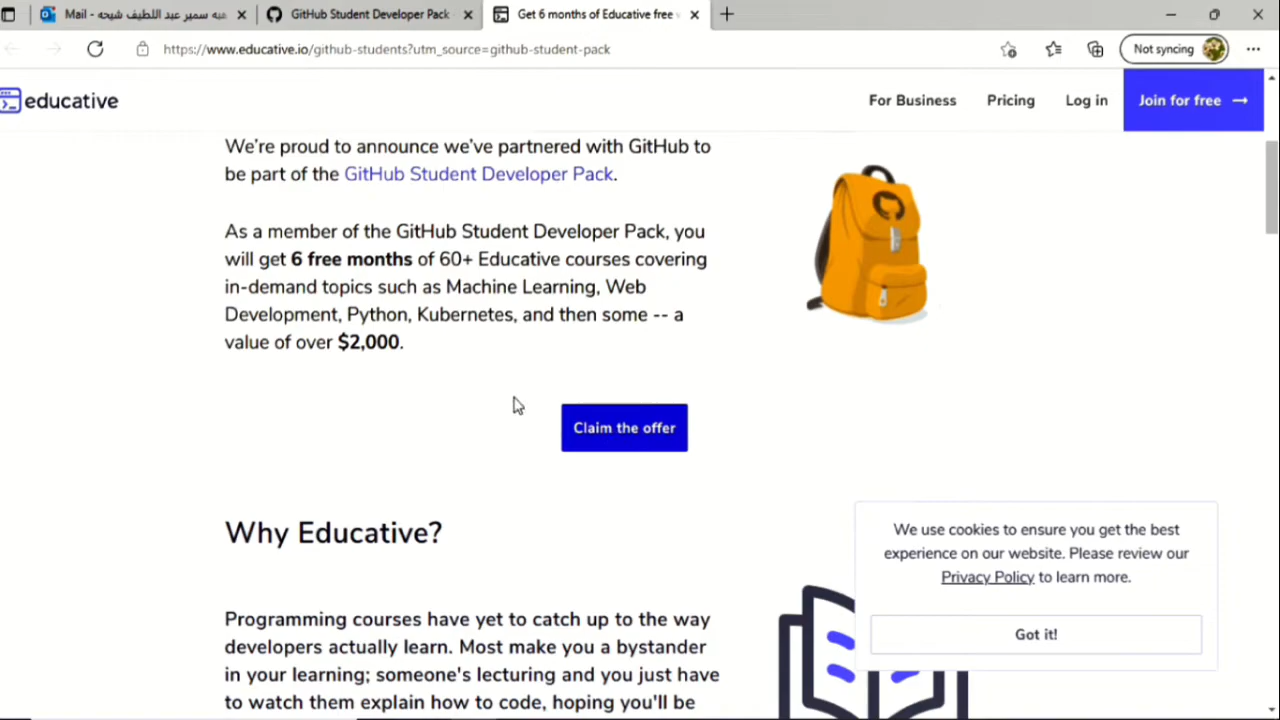 Mail - هبه سمير عبد اللطيف شيحه
GitHub Student Developer Pack
Get 6 months of Educative free
https://www.educative.io/github-students?utm_source=github-student-pack
Not syncing
educative
For Business
Pricing
Log in
Join for free →
We're proud to announce we've partnered with GitHub to
be part of the GitHub Student Developer Pack.
As a member of the GitHub Student Developer Pack, you
will get 6 free months of 60+ Educative courses covering
in-demand topics such as Machine Learning, Web
Development, Python, Kubernetes, and then some -- a
value of over $2,000.
Claim the offer
Why Educative?
We use cookies to ensure you get the best
experience on our website. Please review our
Privacy Policy to learn more.
Got it!
Programming courses have yet to catch up to the way
developers actually learn. Most make you a bystander
in your learning; someone's lecturing and you just have
to watch them explain how to code, hoping you'll be